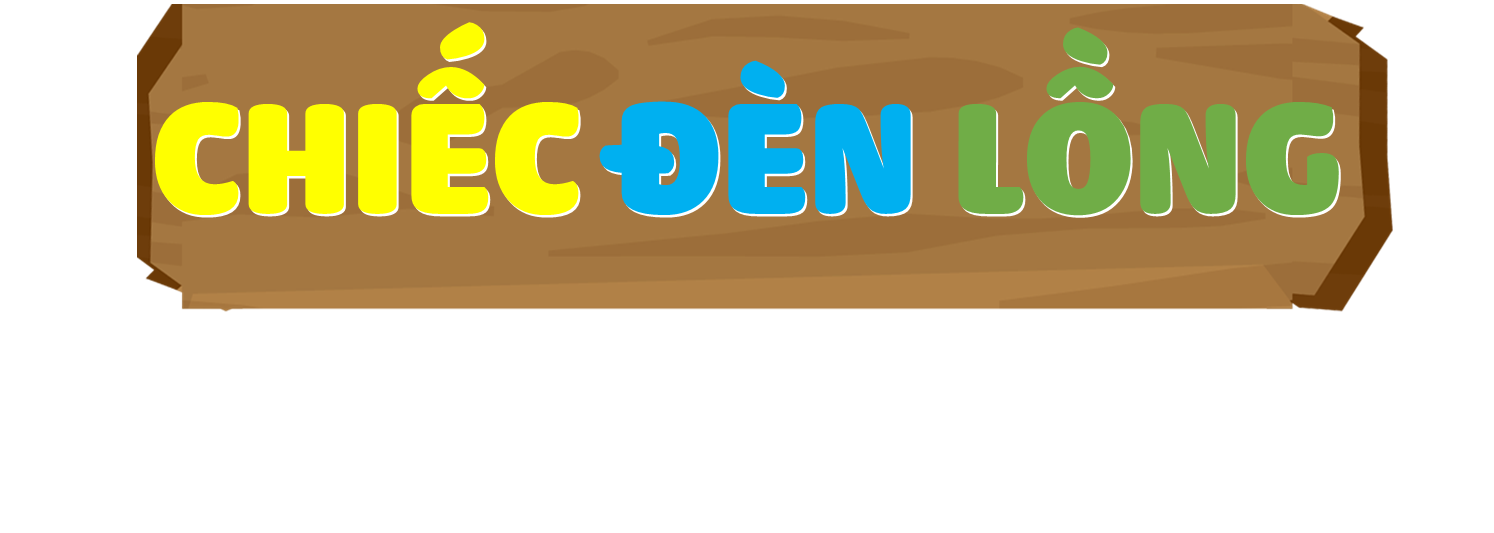 CHIẾC ĐÈN LỒNG